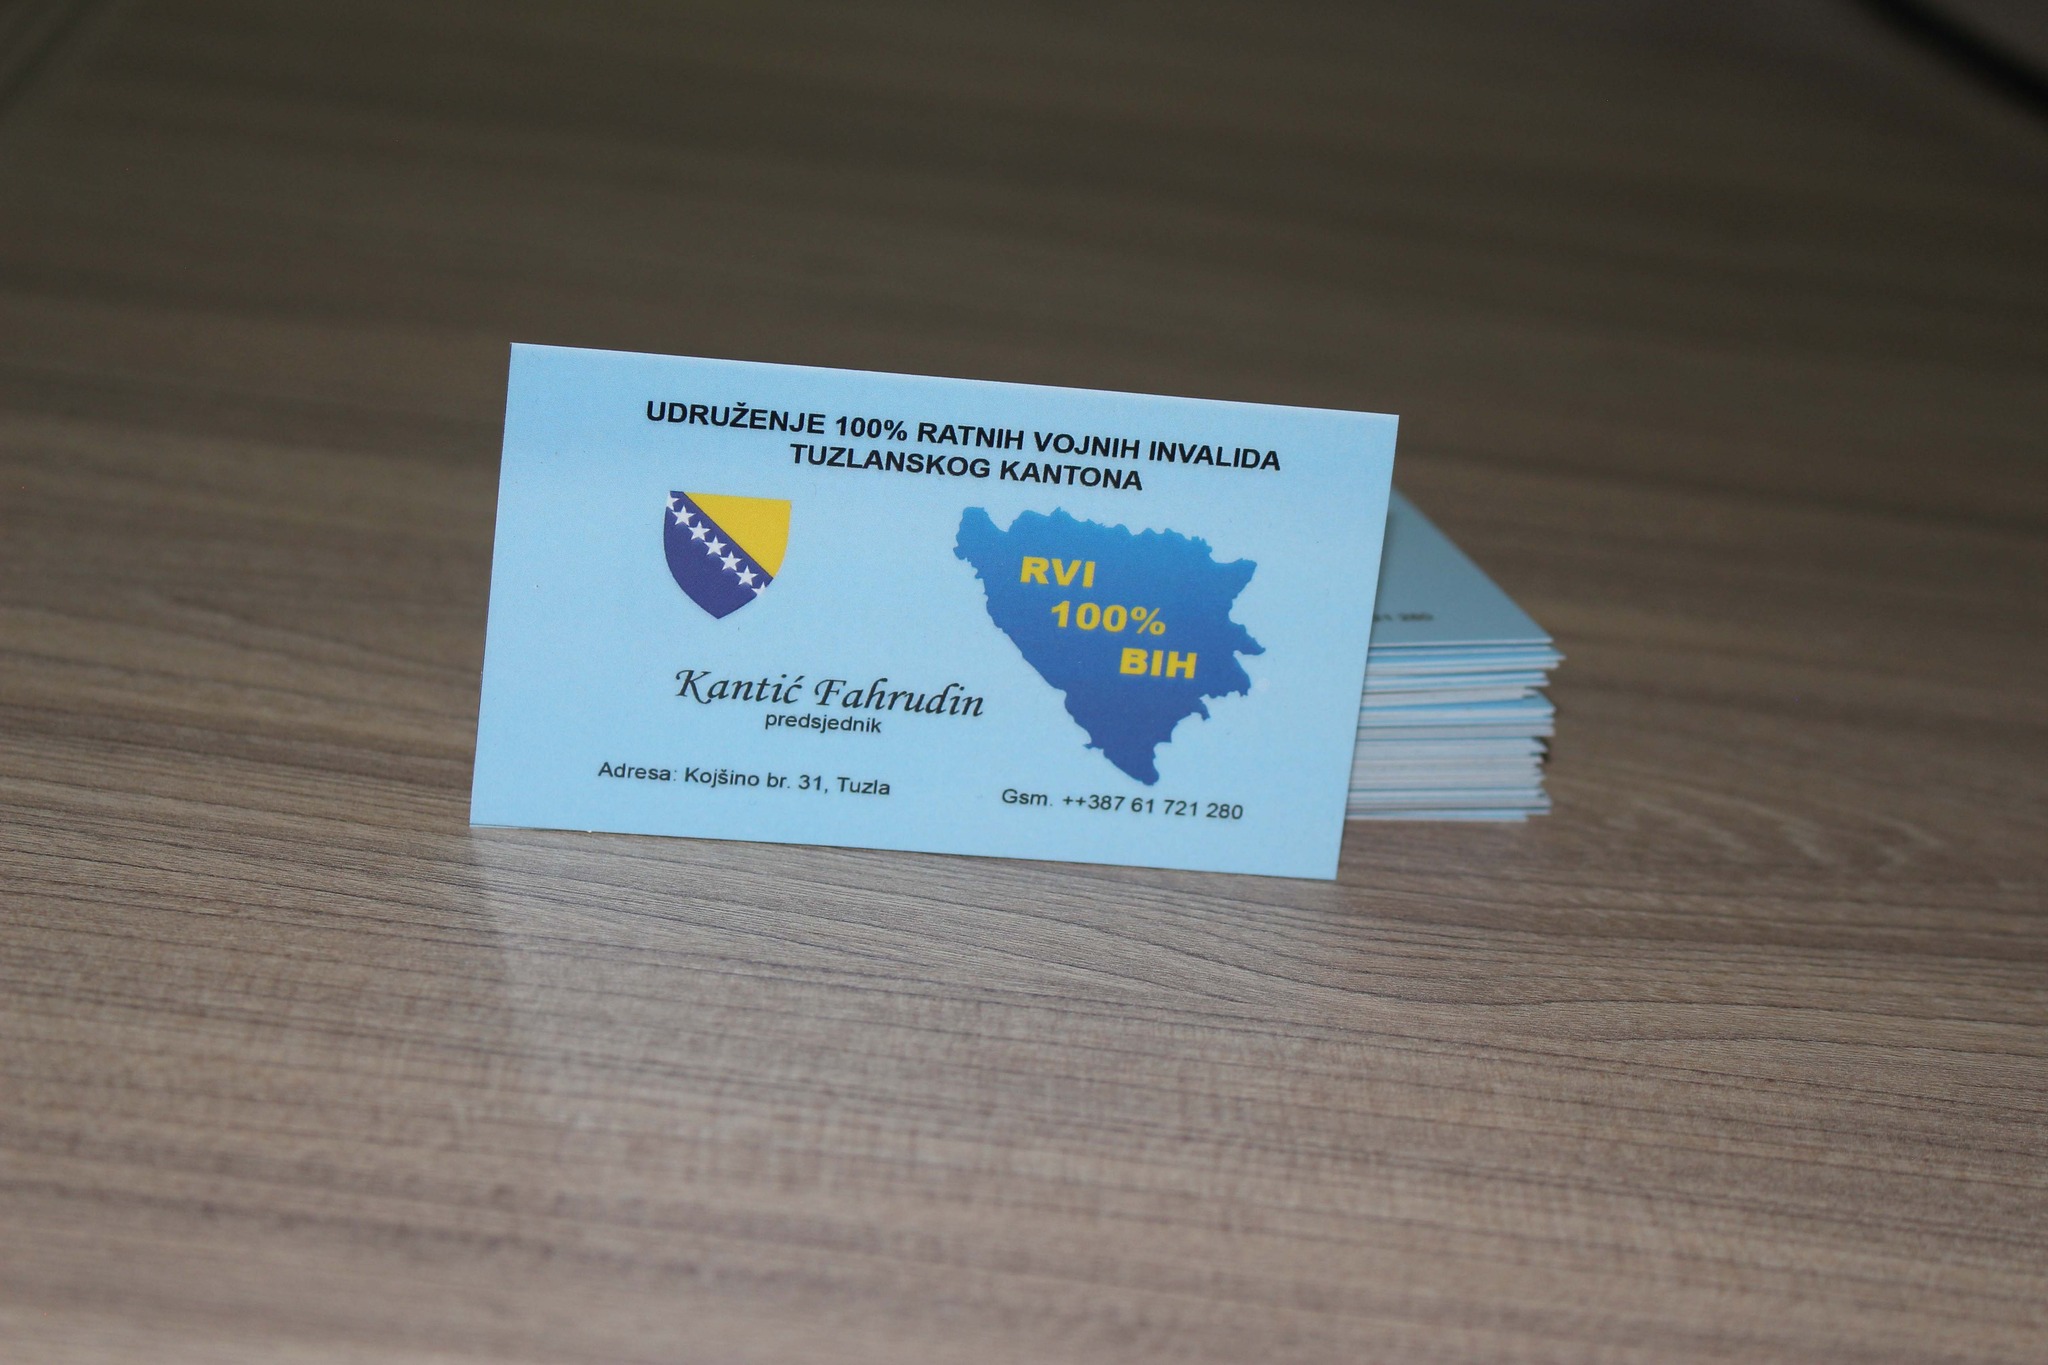 UDRUŽENJE 100% RATNIH VOJNIH INVALIDA
TUZLANSKOG KANTONA
RVI
100%
BIH
Kantić Fahrudin
predsjednik
Adresa: Kojšino br. 31, Tuzla
Gsm. ++387 61 721 280
280